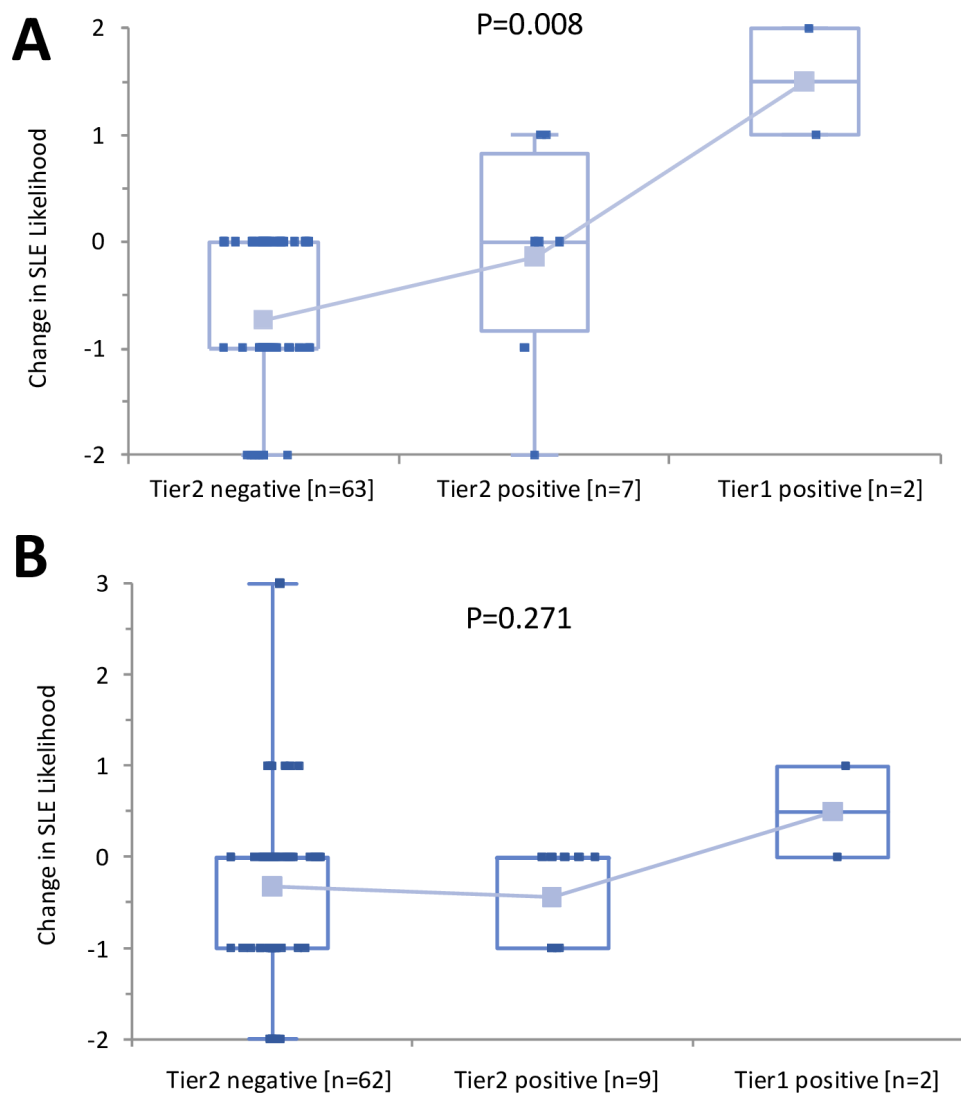 A
P=0.008
2
1
0
-1
-2
Change in SLE Likelihood
Tier2 negative [n=63]
Tier2 positive [n=7]
Tier1 positive [n=2]
B
P=0.271
3
2
1
0
-1
-2
Change in SLE Likelihood
Tier2 negative [n=62]
Tier2 positive [n=9]
Tier1 positive [n=2]